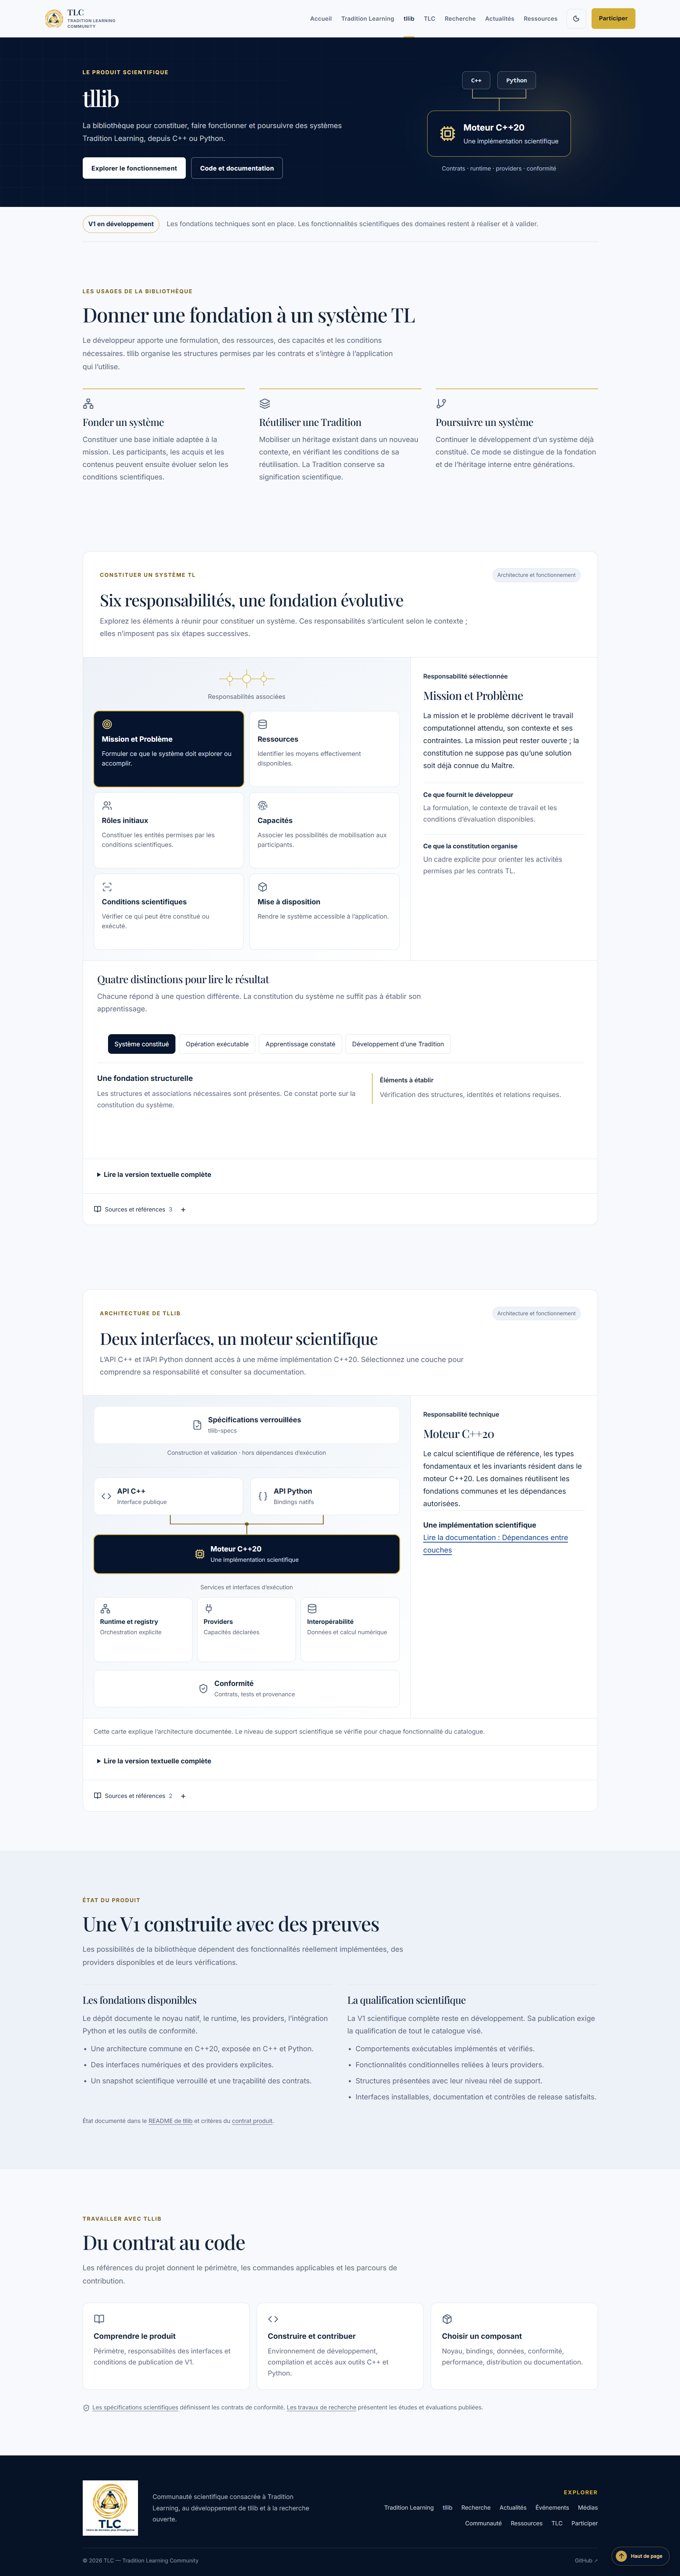 TLC
TRADITION LEARNING
COMMUNITY
Accueil
Tradition Learning
tllib
TLC
Recherche
Actualités
Ressources
Participer
LE PRODUIT SCIENTIFIQUE
tllib
La bibliothèque pour constituer, faire fonctionner et poursuivre des systèmes
Tradition Learning, depuis C++ ou Python.
Explorer le fonctionnement
Code et documentation
C++
Python
Moteur C++20
Une implémentation scientifique
Contrats · runtime · providers · conformité
V1 en développement
Les fondations techniques sont en place. Les fonctionnalités scientifiques des domaines restent à réaliser et à valider.
LES USAGES DE LA BIBLIOTHÈQUE
Donner une fondation à un système TL
Le développeur apporte une formulation, des ressources, des capacités et les conditions
nécessaires. tllib organise les structures permises par les contrats et s'intègre à l'application
qui l'utilise.
Fonder un système
Constituer une base initiale adaptée à la
mission. Les participants, les acquis et les
contenus peuvent ensuite évoluer selon les
conditions scientifiques.
Réutiliser une Tradition
Mobiliser un héritage existant dans un nouveau
contexte, en vérifiant les conditions de sa
réutilisation. La Tradition conserve sa
signification scientifique.
Poursuivre un système
Continuer le développement d'un système déjà
constitué. Ce mode se distingue de la fondation
et de l'héritage interne entre générations.
CONSTITUER UN SYSTÈME TL
Architecture et fonctionnement
Six responsabilités, une fondation évolutive
Explorez les éléments à réunir pour constituer un système. Ces responsabilités s'articulent selon le contexte ;
elles n'imposent pas six étapes successives.
Responsabilités associées
Mission et Problème
Formuler ce que le système doit explorer ou
accomplir.
Ressources
Identifier les moyens effectivement
disponibles.
Rôles initiaux
Constituer les entités permises par les
conditions scientifiques.
Capacités
Associer les possibilités de mobilisation aux
participants.
Conditions scientifiques
Vérifier ce qui peut être constitué ou
exécuté.
Mise à disposition
Rendre le système accessible à l'application.
Responsabilité sélectionnée
Mission et Problème
La mission et le problème décrivent le travail
computationnel attendu, son contexte et ses
contraintes. La mission peut rester ouverte ; la
constitution ne suppose pas qu'une solution
soit déjà connue du Maître.
Ce que fournit le développeur
La formulation, le contexte de travail et les
conditions d'évaluation disponibles.
Ce que la constitution organise
Un cadre explicite pour orienter les activités
permises par les contrats TL.
Quatre distinctions pour lire le résultat
Chacune répond à une question différente. La constitution du système ne suffit pas à établir son
apprentissage.
Système constitué
Opération exécutable
Apprentissage constaté
Développement d'une Tradition
Une fondation structurelle
Les structures et associations nécessaires sont présentes. Ce constat porte sur la
constitution du système.
Éléments à établir
Vérification des structures, identités et relations requises.
▶ Lire la version textuelle complète
Sources et références 3 +
ARCHITECTURE DE TLLIB
Architecture et fonctionnement
Deux interfaces, un moteur scientifique
L'API C++ et l'API Python donnent accès à une même implémentation C++20. Sélectionnez une couche pour
comprendre sa responsabilité et consulter sa documentation.
Spécifications verrouillées
tllib-specs
Construction et validation · hors dépendances d'exécution
API C++
Interface publique
API Python
Bindings natifs
Moteur C++20
Une implémentation scientifique
Services et interfaces d'exécution
Runtime et registry
Orchestration explicite
Providers
Capacités déclarées
Interopérabilité
Données et calcul numérique
Conformité
Contrats, tests et provenance
Responsabilité technique
Moteur C++20
Le calcul scientifique de référence, les types
fondamentaux et les invariants résident dans le
moteur C++20. Les domaines réutilisent les
fondations communes et les dépendances
autorisées.
Une implémentation scientifique
Lire la documentation : Dépendances entre
couches
Cette carte explique l'architecture documentée. Le niveau de support scientifique se vérifie pour chaque fonctionnalité du catalogue.
▶ Lire la version textuelle complète
Sources et références 2 +
ÉTAT DU PRODUIT
Une V1 construite avec des preuves
Les possibilités de la bibliothèque dépendent des fonctionnalités réellement implémentées, des
providers disponibles et de leurs vérifications.
Les fondations disponibles
Le dépôt documente le noyau natif, le runtime, les providers, l'intégration
Python et les outils de conformité.
• Une architecture commune en C++20, exposée en C++ et Python.
• Des interfaces numériques et des providers explicites.
• Un snapshot scientifique verrouillé et une traçabilité des contrats.
La qualification scientifique
La V1 scientifique complète reste en développement. Sa publication exige
la qualification de tout le catalogue visé.
• Comportements exécutables implémentés et vérifiés.
• Fonctionnalités conditionnelles reliées à leurs providers.
• Structures présentées avec leur niveau réel de support.
• Interfaces installables, documentation et contrôles de release satisfaits.
État documenté dans le README de tllib et critères du contrat produit.
TRAVAILLER AVEC TLLIB
Du contrat au code
Les références du projet donnent le périmètre, les commandes applicables et les parcours de
contribution.
Comprendre le produit
Périmètre, responsabilités des interfaces et
conditions de publication de V1.
Construire et contribuer
Environnement de développement,
compilation et accès aux outils C++ et
Python.
Choisir un composant
Noyau, bindings, données, conformité,
performance, distribution ou documentation.
Les spécifications scientifiques définissent les contrats de conformité. Les travaux de recherche présentent les études et évaluations publiées.
TLC
Communauté scientifique consacrée à Tradition
Learning, au développement de tllib et à la recherche
ouverte.
EXPLORER
Tradition Learning
tllib
Recherche
Actualités
Événements
Médias
Communauté
Ressources
TLC
Participer
© 2026 TLC — Tradition Learning Community
GitHub ↗
Haut de page